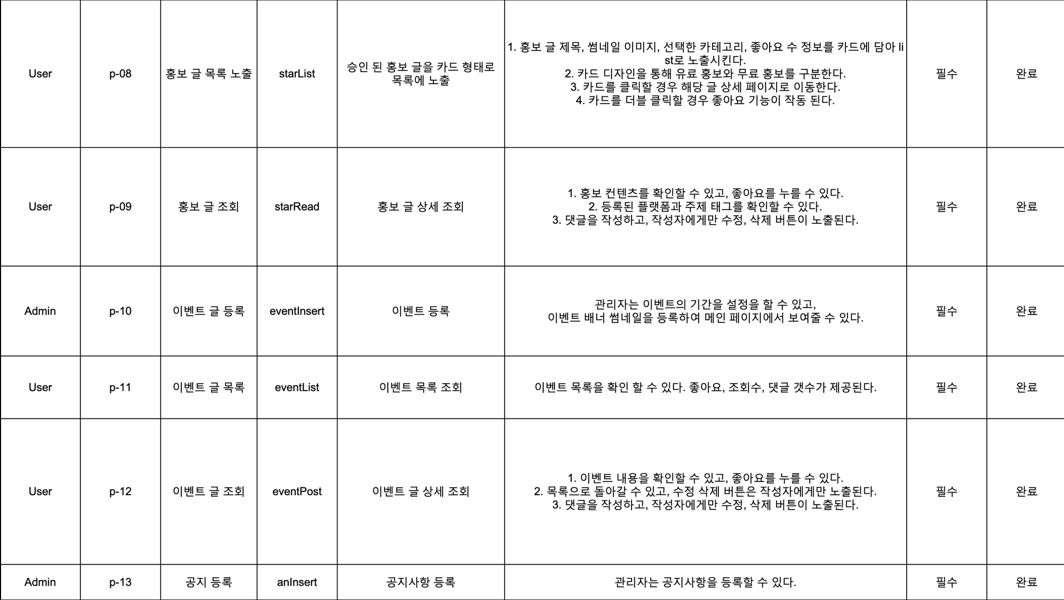 User
p-08
홍보 글 목록 노출
starList
승인 된 홍보 글을 카드 형태로
목록에 노출
1. 홍보 글 제목, 썸네일 이미지, 선택한 카테고리, 좋아요 수 정보를 카드에 담아 li
st로 노출시킨다.
2. 카드 디자인을 통해 유료 홍보와 무료 홍보를 구분한다.
3. 카드를 클릭할 경우 해당 글 상세 페이지로 이동한다.
4. 카드를 더블 클릭할 경우 좋아요 기능이 작동 된다.
필수
완료
User
p-09
홍보 글 조회
starRead
홍보 글 상세 조회
1. 홍보 컨텐츠를 확인할 수 있고, 좋아요를 누를 수 있다.
2. 등록된 플랫폼과 주제 태그를 확인할 수 있다.
3. 댓글을 작성하고, 작성자에게만 수정, 삭제 버튼이 노출된다.
필수
완료
Admin
p-10
이벤트 글 등록
eventInsert
이벤트 등록
관리자는 이벤트의 기간을 설정을 할 수 있고,
이벤트 배너 썸네일을 등록하여 메인 페이지에서 보여줄 수 있다.
필수
완료
User
p-11
이벤트 글 목록
eventList
이벤트 목록 조회
이벤트 목록을 확인 할 수 있다. 좋아요, 조회수, 댓글 갯수가 제공된다.
필수
완료
User
p-12
이벤트 글 조회
eventPost
이벤트 글 상세 조회
1. 이벤트 내용을 확인할 수 있고, 좋아요를 누를 수 있다.
2. 목록으로 돌아갈 수 있고, 수정 삭제 버튼은 작성자에게만 노출된다.
3. 댓글을 작성하고, 작성자에게만 수정, 삭제 버튼이 노출된다.
필수
완료
Admin
p-13
공지 등록
anInsert
공지사항 등록
관리자는 공지사항을 등록할 수 있다.
필수
완료